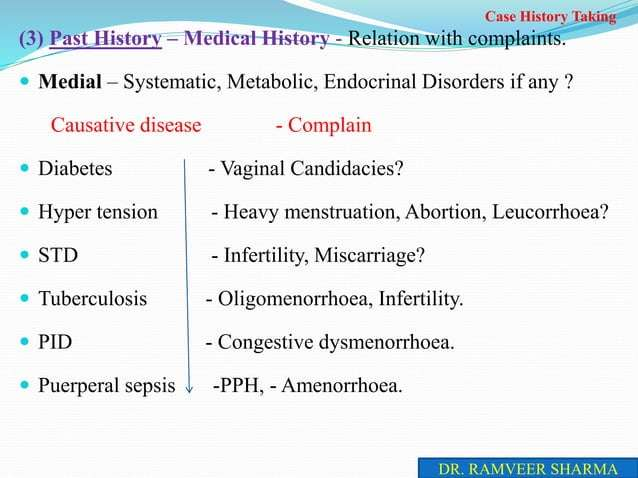 Case History Taking
(3) Past History – Medical History - Relation with complaints.
Medial – Systematic, Metabolic, Endocrinal Disorders if any ?
Causative disease - Complain
Diabetes - Vaginal Candidacies?
Hyper tension - Heavy menstruation, Abortion, Leucorrhoea?
STD - Infertility, Miscarriage?
Tuberculosis - Oligomenorrhoea, Infertility.
PID - Congestive dysmenorrhoea.
Puerperal sepsis -PPH, - Amenorrhoea.
DR. RAMVEER SHARMA